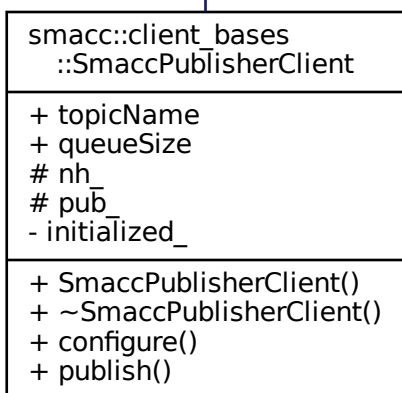 smacc::client_bases
::SmaccPublisherClient
+ topicName
+ queueSize
# nh_
# pub_
- initialized_
+ SmaccPublisherClient()
+ ~SmaccPublisherClient()
+ configure()
+ publish()